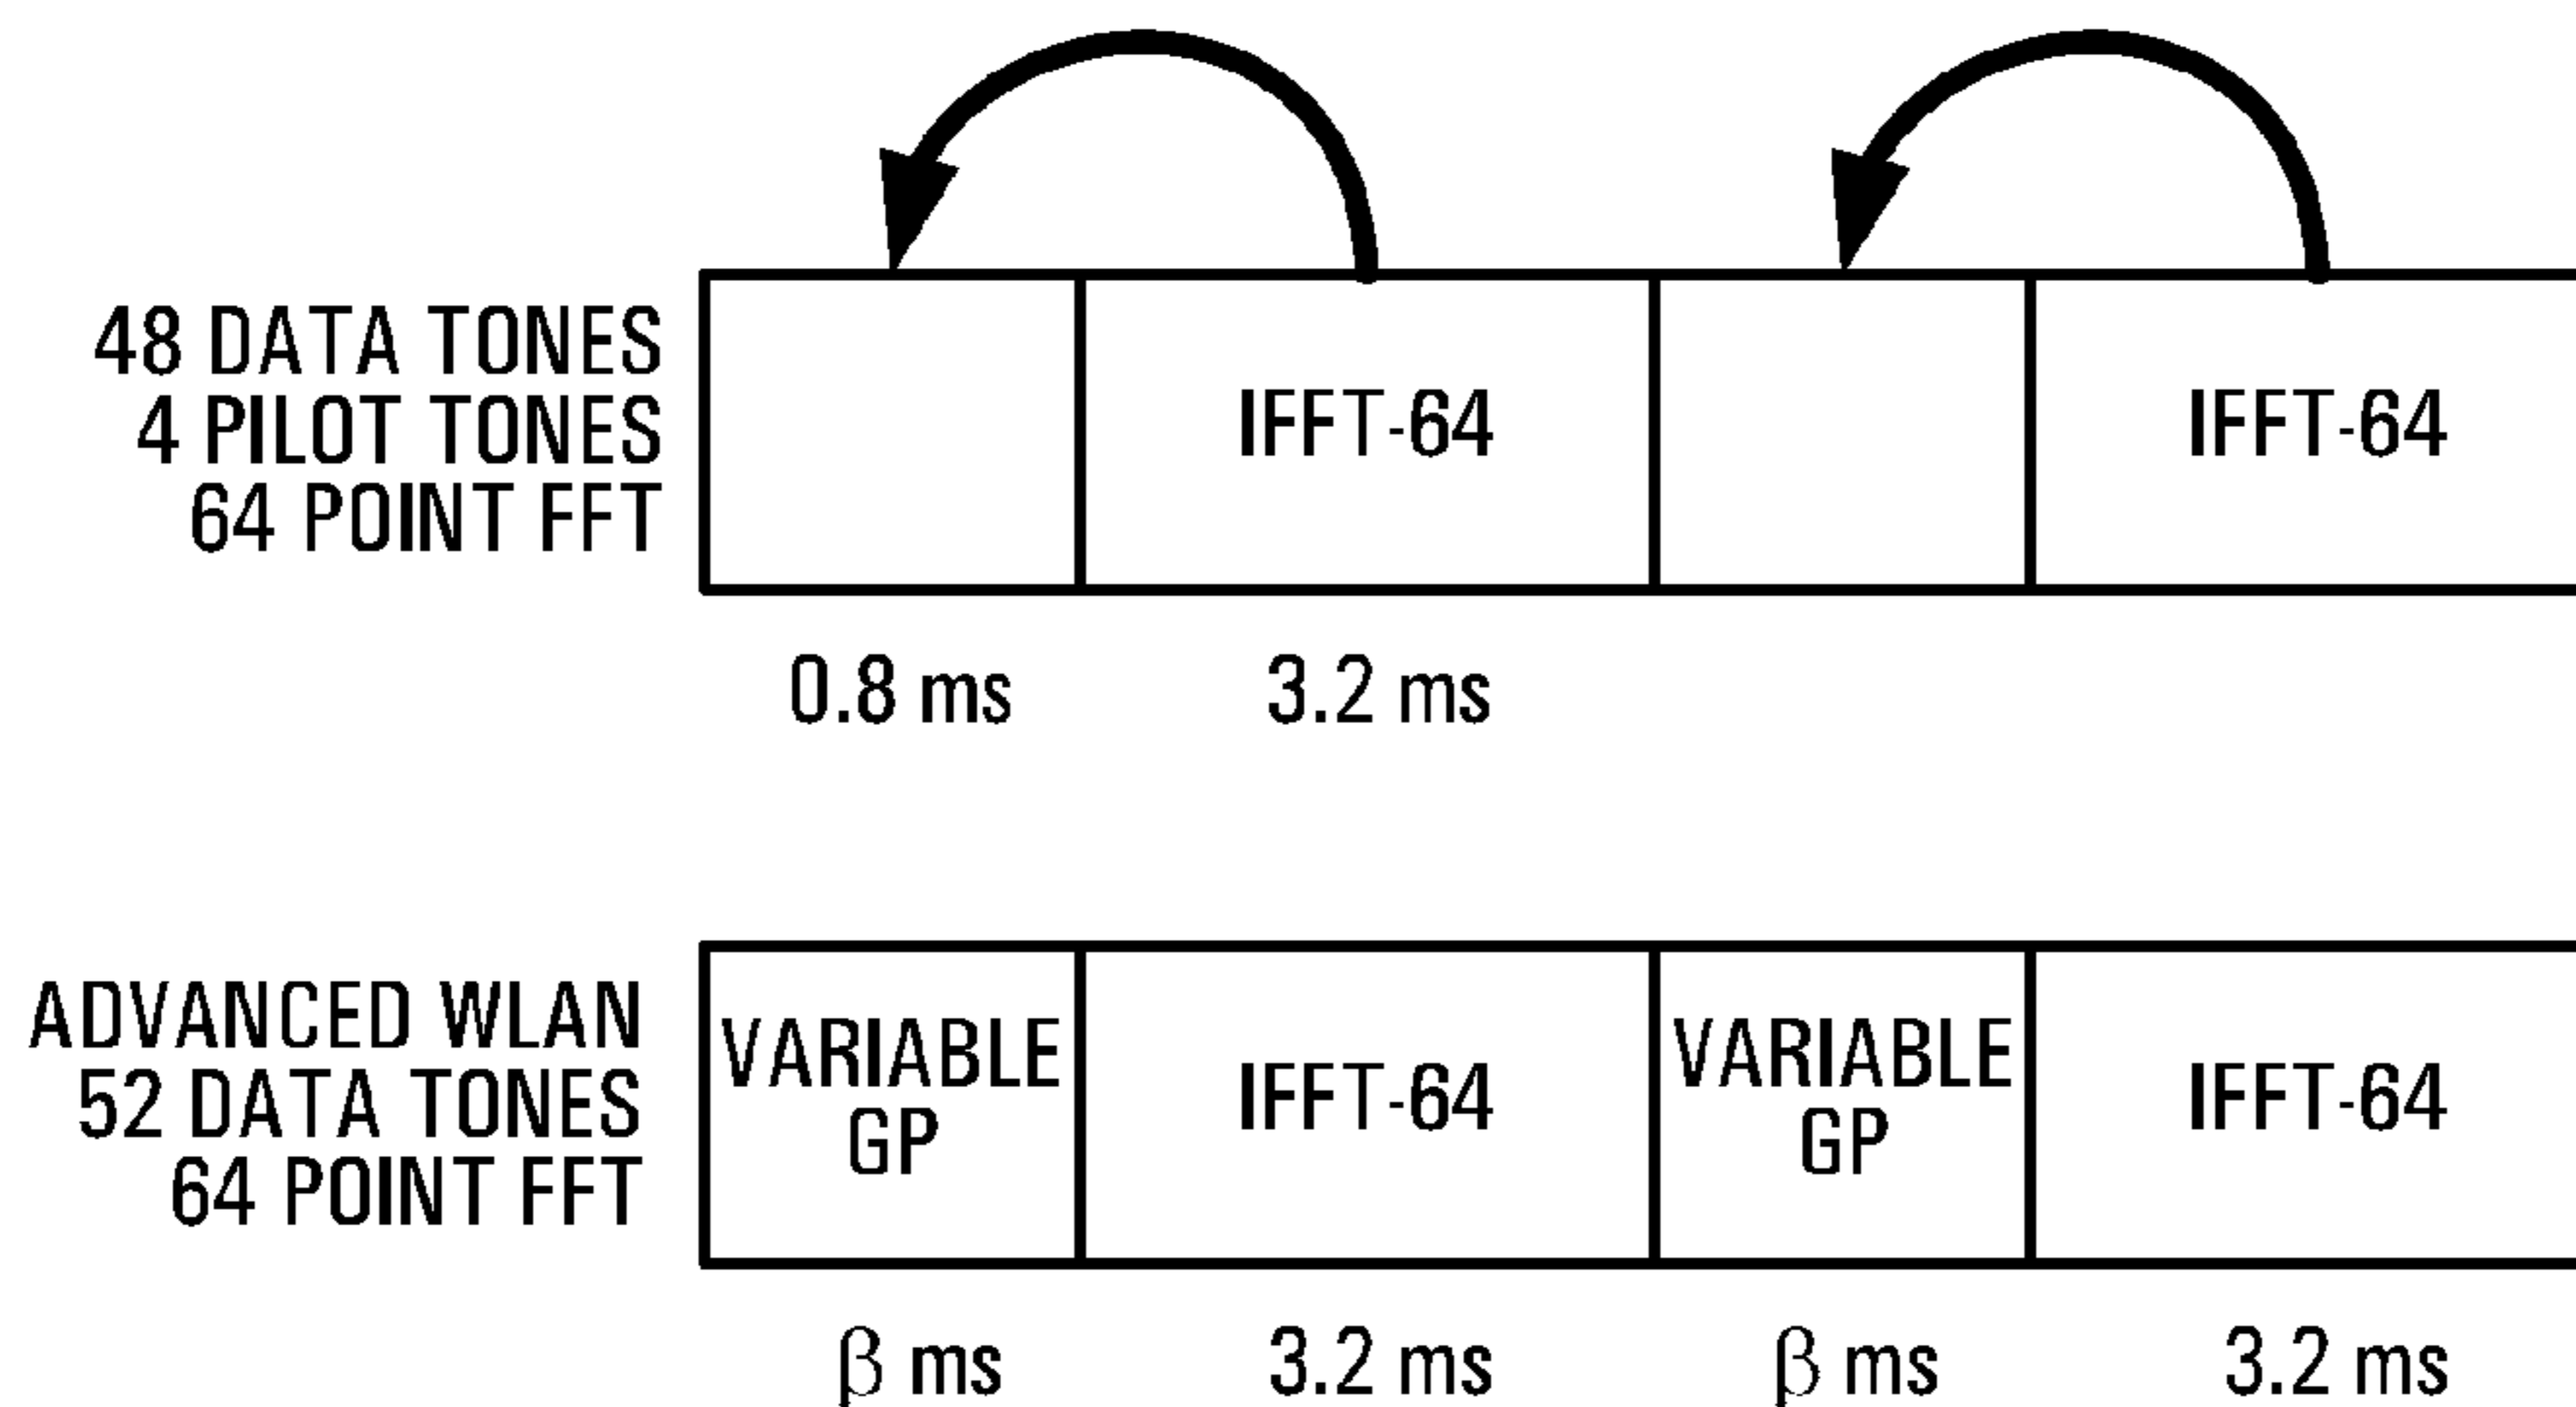 48 DATA TONES
4 PILOT TONES
64 POINT FFT
IFFT-64
IFFT-64
0.8 ms
3.2 ms
ADVANCED WLAN
52 DATA TONES
64 POINT FFT
VARIABLE
GP
IFFT-64
VARIABLE
GP
IFFT-64
β ms
3.2 ms
β ms
3.2 ms